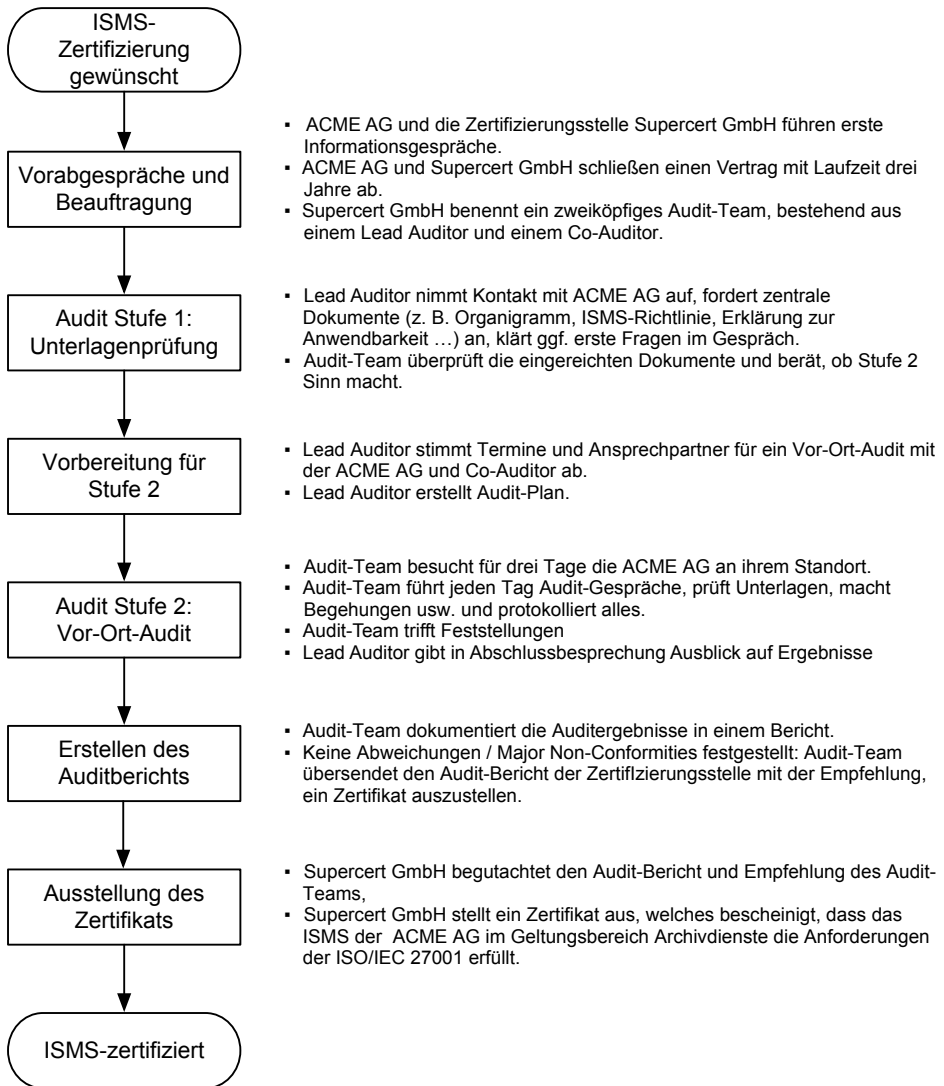 ISMS-
Zertifizierung
gewünscht
Vorabgespräche und
Beauftragung
▪ ACME AG und die Zertifizierungsstelle Supercert GmbH führen erste
Informationsgespräche.
▪ ACME AG und Supercert GmbH schließen einen Vertrag mit Laufzeit drei
Jahre ab.
▪ Supercert GmbH benennt ein zweiköpfiges Audit-Team, bestehend aus
einem Lead Auditor und einem Co-Auditor.
Audit Stufe 1:
Unterlagenprüfung
▪ Lead Auditor nimmt Kontakt mit ACME AG auf, fordert zentrale
Dokumente (z. B. Organigramm, ISMS-Richtlinie, Erklärung zur
Anwendbarkeit …) an, klärt ggf. erste Fragen im Gespräch.
▪ Audit-Team überprüft die eingereichten Dokumente und berät, ob Stufe 2
Sinn macht.
Vorbereitung für
Stufe 2
▪ Lead Auditor stimmt Termine und Ansprechpartner für ein Vor-Ort-Audit mit
der ACME AG und Co-Auditor ab.
▪ Lead Auditor erstellt Audit-Plan.
Audit Stufe 2:
Vor-Ort-Audit
▪ Audit-Team besucht für drei Tage die ACME AG an ihrem Standort.
▪ Audit-Team führt jeden Tag Audit-Gespräche, prüft Unterlagen, macht
Begehungen usw. und protokolliert alles.
▪ Audit-Team trifft Feststellungen
▪ Lead Auditor gibt in Abschlussbesprechung Ausblick auf Ergebnisse
Erstellen des
Auditberichts
▪ Audit-Team dokumentiert die Auditergebnisse in einem Bericht.
▪ Keine Abweichungen / Major Non-Conformities festgestellt: Audit-Team
übersendet den Audit-Bericht der ZertifIzierungsstelle mit der Empfehlung,
ein Zertifikat auszustellen.
Ausstellung des
Zertifikats
▪ Supercert GmbH begutachtet den Audit-Bericht und Empfehlung des Audit-
Teams,
▪ Supercert GmbH stellt ein Zertifikat aus, welches bescheinigt, dass das
ISMS der ACME AG im Geltungsbereich Archivdienste die Anforderungen
der ISO/IEC 27001 erfüllt.
ISMS-zertifiziert